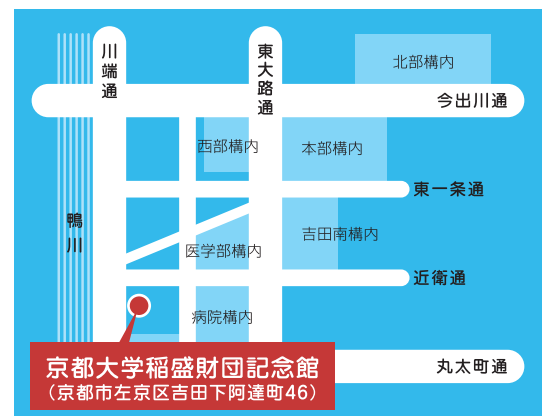 川端通
東大路通
北部構内
今出川通
西部構内
本部構内
東一条通
鴨川
吉田南構内
医学部構内
近衛通
病院構内
京都大学稲盛財団記念館
(京都市左京区吉田下阿達町46)
丸太町通